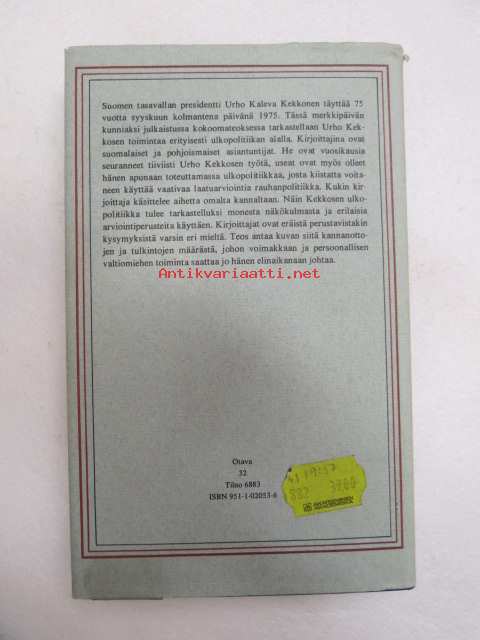 Suomen tasavallan presidentti Urho Kaleva Kekkonen täyttää 75
vuotta syyskuun kolmantena päivänä 1975. Tässä merkkipäivän
kunniaksi julkaistussa kokoomateoksessa tarkastellaan Urho Kek-
kosen toimintaa erityisesti ulkopolitiikan alalla. Kirjoittajina ovat
suomalaiset ja pohjoismaiset asiantuntijat. He ovat vuosikausia
seuranneet tiiviisti Urho Kekkosen työtä, useat ovat myös olleet
hänen apunaan toteuttamassa ulkopolitiikkaa, josta kiistatta voita-
neen käyttää vaativaa laatuarviointia rauhanpolitiikka. Kukin kir-
joittaja käsittelee aihetta omalta kannaltaan. Näin Kekkosen ulko-
politiikka tulee tarkastelluksi monesta näkökulmasta ja erilaisia
arviointiperusteita käyttäen. Kirjoittajat ovat eräistä perustavistakin
kysymyksistä varsin eri mieltä. Teos antaa kuvan siitä kannanotto-
jen ja tulkintojen määrästä, johon voimakkaan ja persoonallisen
valtiomiehen toiminta saattaa jo hänen elinaikanaan johtaa.
Antikvariaatti.net
Otava
32
Tilno 6883
ISBN 951-1-02053-6